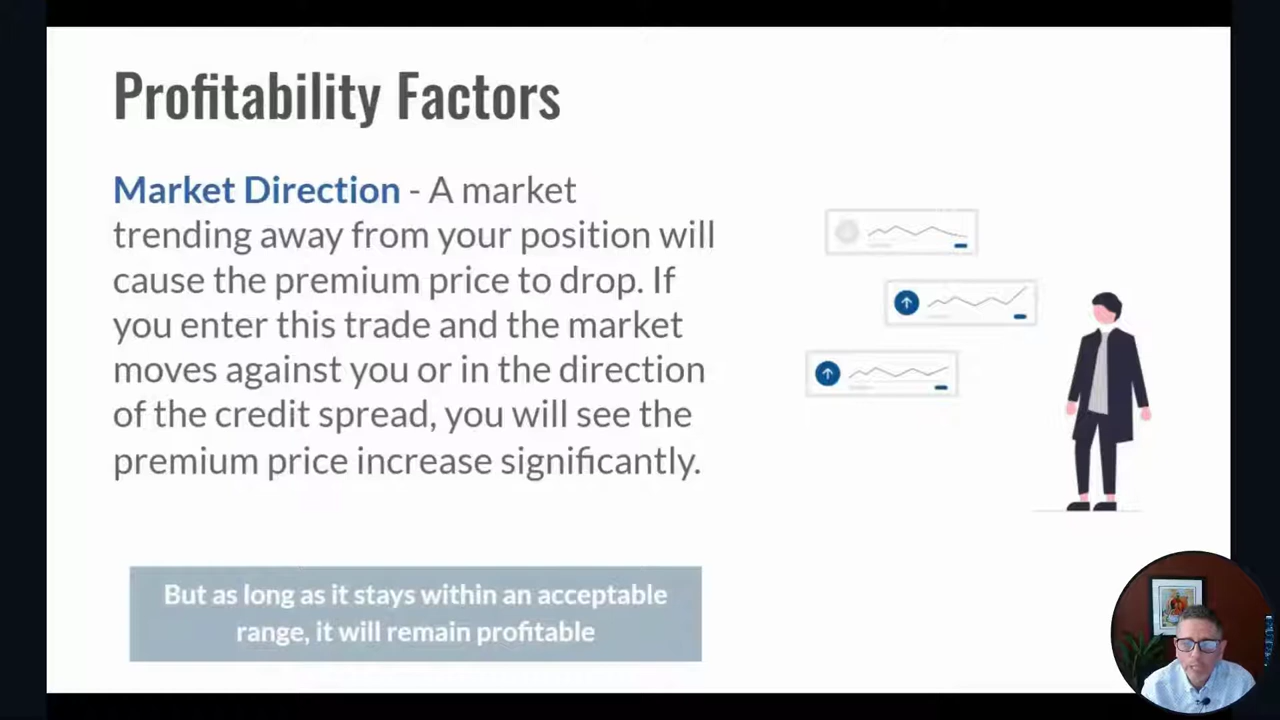 Profitability Factors
Market Direction - A market
trending away from your position will
cause the premium price to drop. If
you enter this trade and the market
moves against you or in the direction
of the credit spread, you will see the
premium price increase significantly.
But as long as it stays within an acceptable
range, it will remain profitable